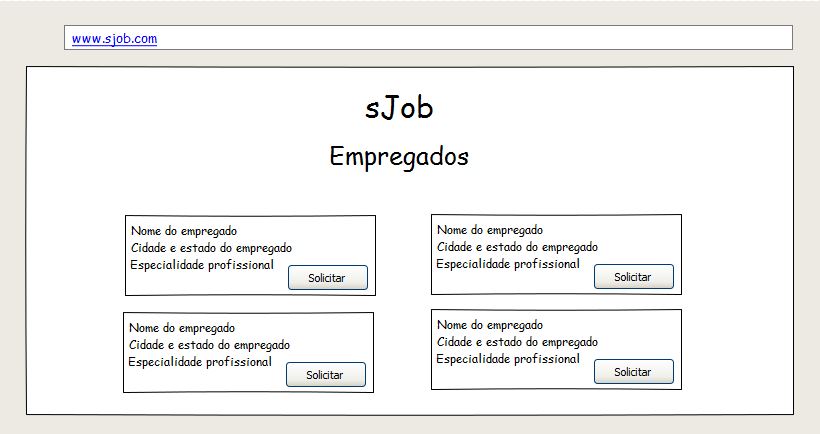 www.sjob.com
sJob
Empregados
Nome do empregado
Cidade e estado do empregado
Especialidade profissional
Solicitar
Nome do empregado
Cidade e estado do empregado
Especialidade profissional
Solicitar
Nome do empregado
Cidade e estado do empregado
Especialidade profissional
Solicitar
Nome do empregado
Cidade e estado do empregado
Especialidade profissional
Solicitar